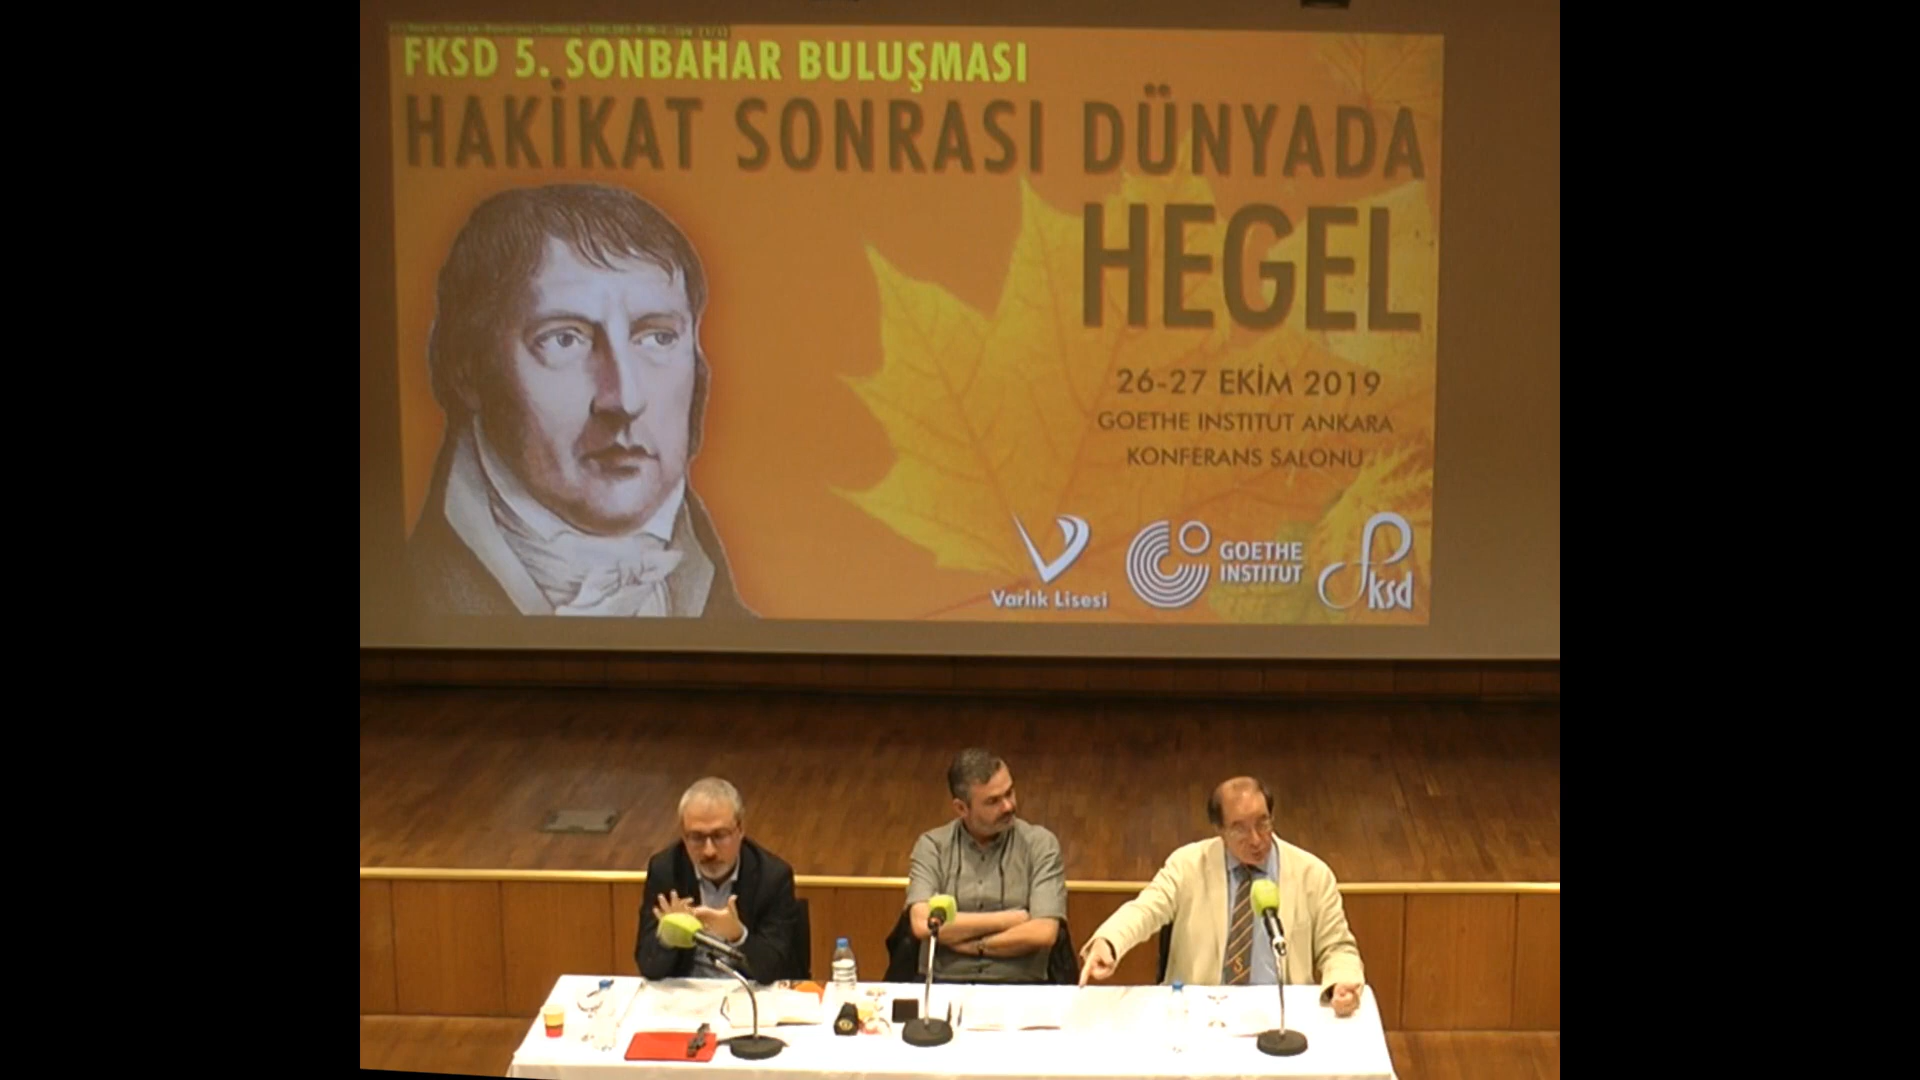 FKSD 5. SONBAHAR BULUŞMASI
HAKİKAT SONRASI DÜNYADA
HEGEL
26-27 EKİM 2019
GOETHE INSTITUT ANKARA
KONFERANS SALONU
Varlık Lisesi
GOETHE
INSTITUT
fksd
S